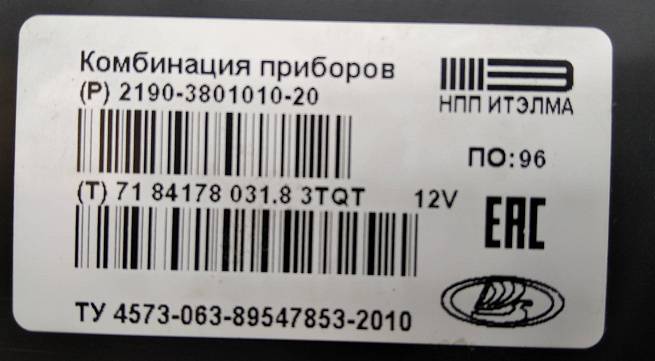 Комбинация приборов
(P) 2190-3801010-20
НПП ИТЭЛМА
ПО:96
(T) 71 84178 031.8 3TQT 12V
EAC
ТУ 4573-063-89547853-2010